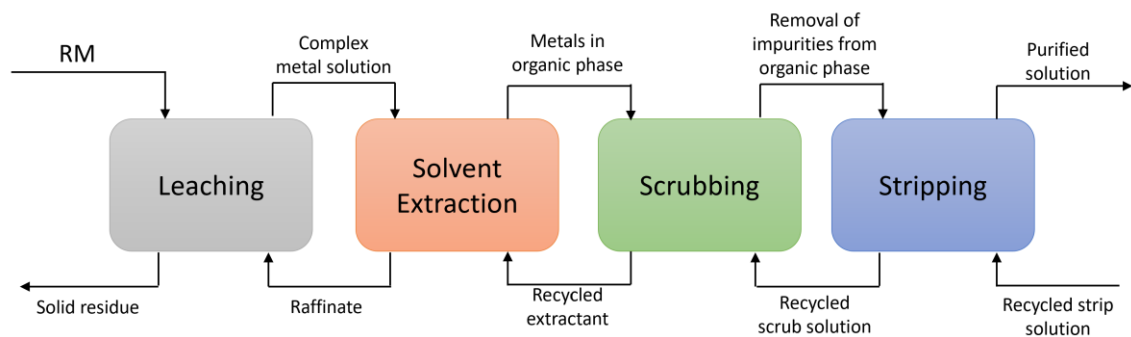 RM
Complex
metal solution
Metals in
organic phase
Removal of
impurities from
organic phase
Purified
solution
Leaching
Solvent
Extraction
Scrubbing
Stripping
Solid residue
Raffinate
Recycled
extractant
Recycled
scrub solution
Recycled strip
solution